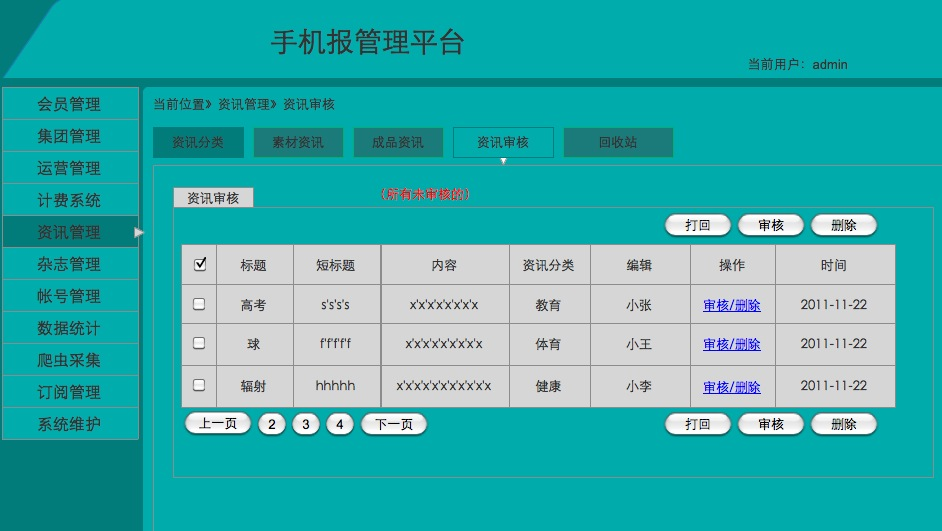 手机报管理平台
当前用户：admin
会员管理
集团管理
运营管理
计费系统
资讯管理
杂志管理
帐号管理
数据统计
爬虫采集
订阅管理
系统维护
当前位置》资讯管理》资讯审核
资讯分类 素材资讯 成品资讯 资讯审核 回收站
资讯审核 （所有未审核的）
打回 审核 删除
标题 短标题 内容 资讯分类 编辑 操作 时间
高考 s's's's x'x'x'x'x'x'x 教育 小张 审核/删除 2011-11-22
球 f'f'f'f'f x'x'x'x'x'x'x'x 体育 小王 审核/删除 2011-11-22
辐射 hhhhh x'x'x'x'x'x'x'x'x'x 健康 小李 审核/删除 2011-11-22
上一页 2 3 4 下一页 打回 审核 删除